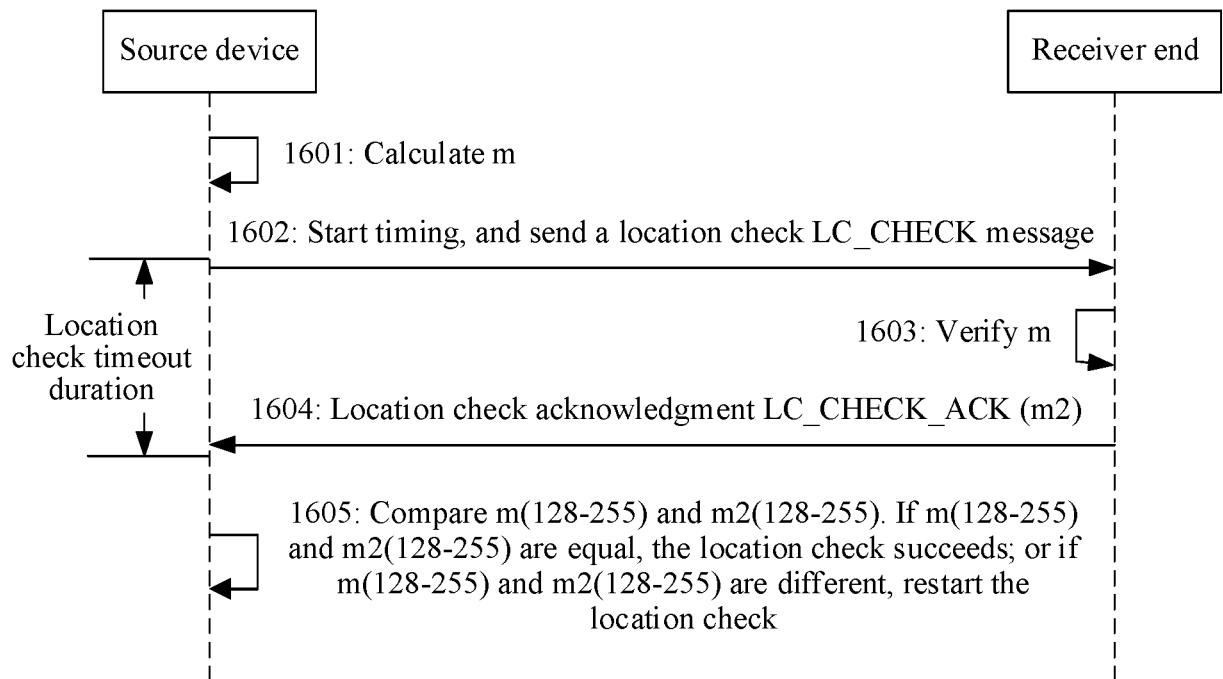 Source device
Receiver end
1601: Calculate m
1602: Start timing, and send a location check LC_CHECK message
Location
check timeout
duration
1603: Verify m
1604: Location check acknowledgment LC_CHECK_ACK (m2)
1605: Compare m(128-255) and m2(128-255). If m(128-255)
and m2(128-255) are equal, the location check succeeds; or if
m(128-255) and m2(128-255) are different, restart the
location check